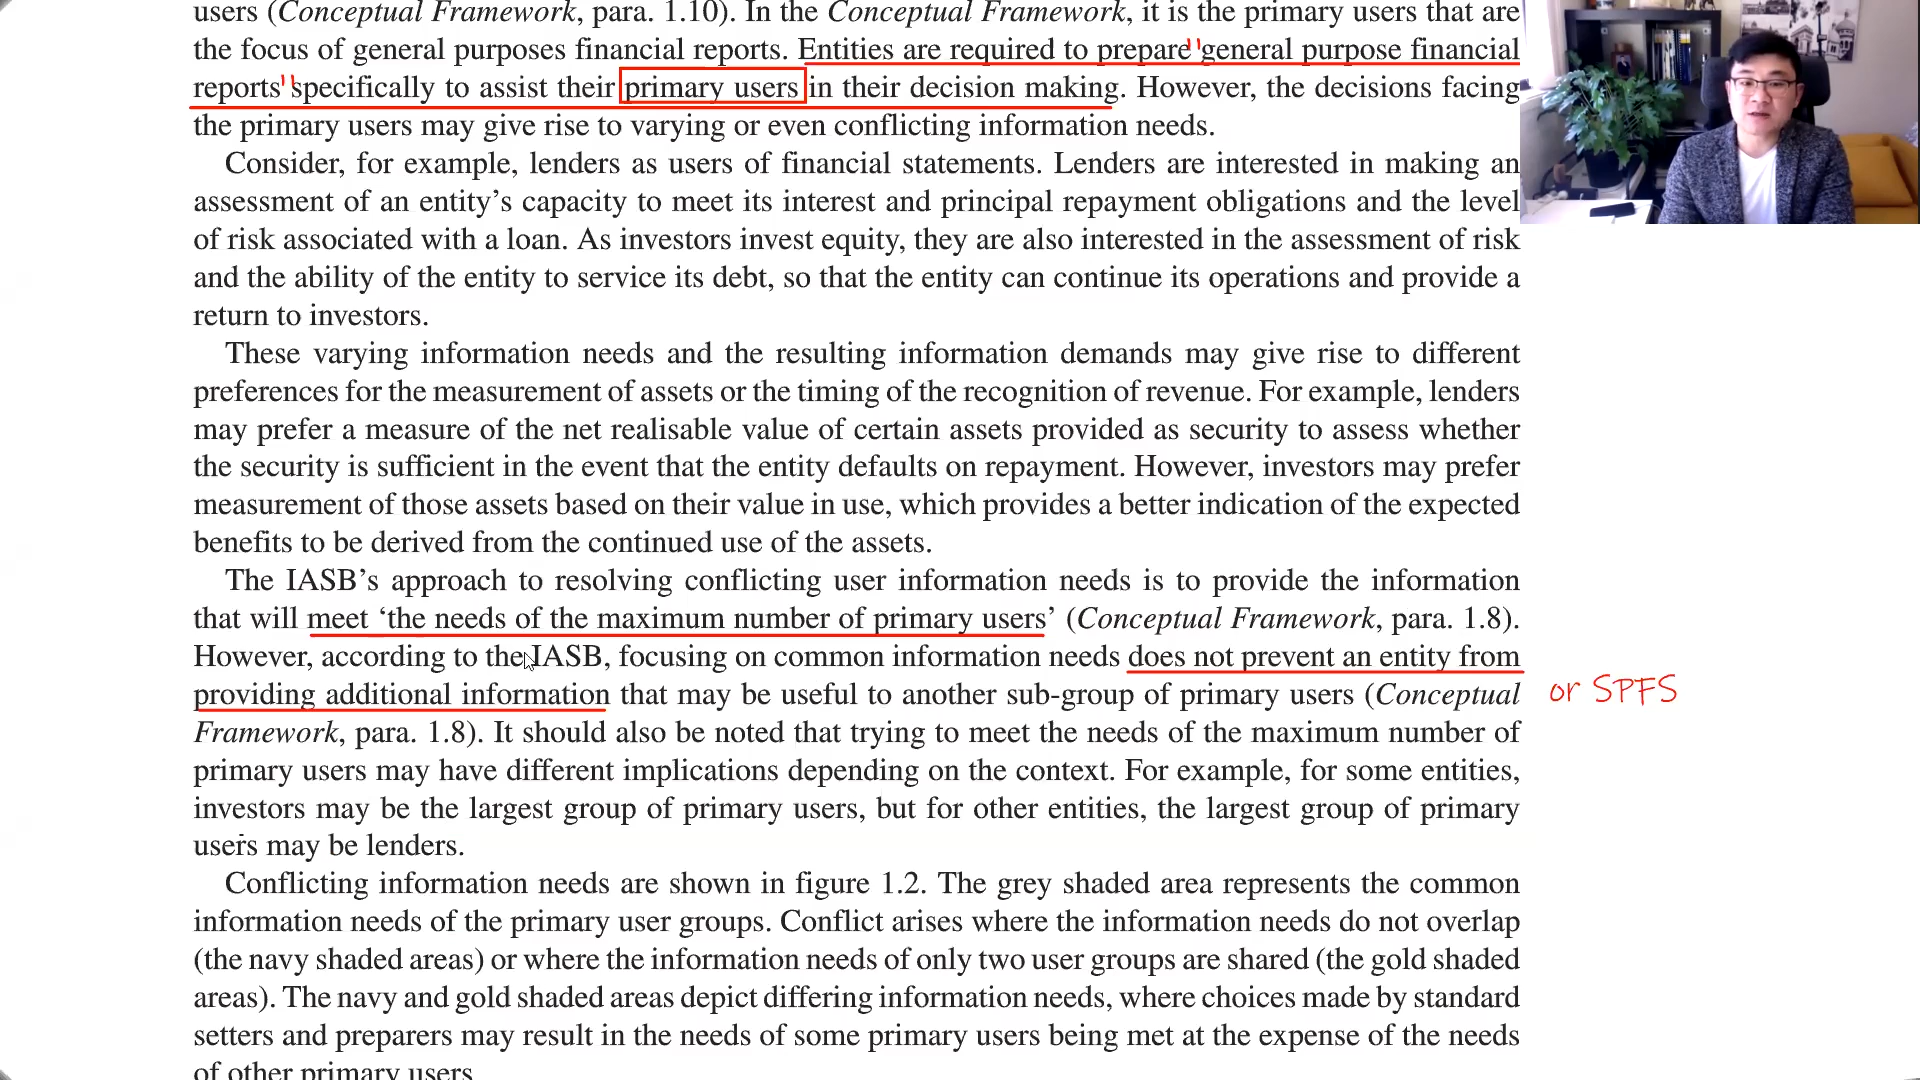 users (Conceptual Framework, para. 1.10). In the Conceptual Framework, it is the primary users that are
the focus of general purposes financial reports. Entities are required to prepare "general purpose financial
reports" specifically to assist their primary users in their decision making. However, the decisions facing
the primary users may give rise to varying or even conflicting information needs.
Consider, for example, lenders as users of financial statements. Lenders are interested in making an
assessment of an entity’s capacity to meet its interest and principal repayment obligations and the level
of risk associated with a loan. As investors invest equity, they are also interested in the assessment of risk
and the ability of the entity to service its debt, so that the entity can continue its operations and provide a
return to investors.
These varying information needs and the resulting information demands may give rise to different
preferences for the measurement of assets or the timing of the recognition of revenue. For example, lenders
may prefer a measure of the net realisable value of certain assets provided as security to assess whether
the security is sufficient in the event that the entity defaults on repayment. However, investors may prefer
measurement of those assets based on their value in use, which provides a better indication of the expected
benefits to be derived from the continued use of the assets.
The IASB’s approach to resolving conflicting user information needs is to provide the information
that will meet ‘the needs of the maximum number of primary users’ (Conceptual Framework, para. 1.8).
However, according to the IASB, focusing on common information needs does not prevent an entity from
providing additional information that may be useful to another sub-group of primary users (Conceptual
or SPFS
Framework, para. 1.8). It should also be noted that trying to meet the needs of the maximum number of
primary users may have different implications depending on the context. For example, for some entities,
investors may be the largest group of primary users, but for other entities, the largest group of primary
users may be lenders.
Conflicting information needs are shown in figure 1.2. The grey shaded area represents the common
information needs of the primary user groups. Conflict arises where the information needs do not overlap
(the navy shaded areas) or where the information needs of only two user groups are shared (the gold shaded
areas). The navy and gold shaded areas depict differing information needs, where choices made by standard
setters and preparers may result in the needs of some primary users being met at the expense of the needs
of other primary users.